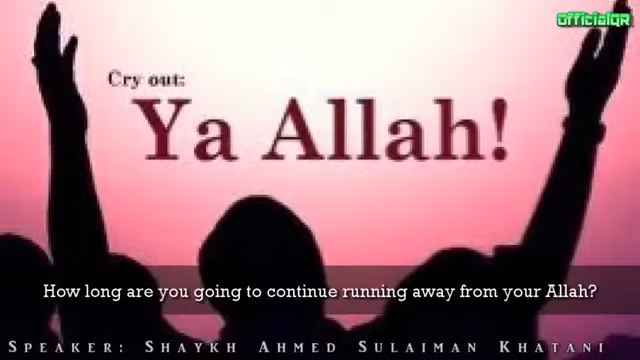 OfficialQR
Cry out:
Ya Allah!
How long are you going to continue running away from your Allah?
Speaker: Shaykh Ahmed Sulaiman Khatani